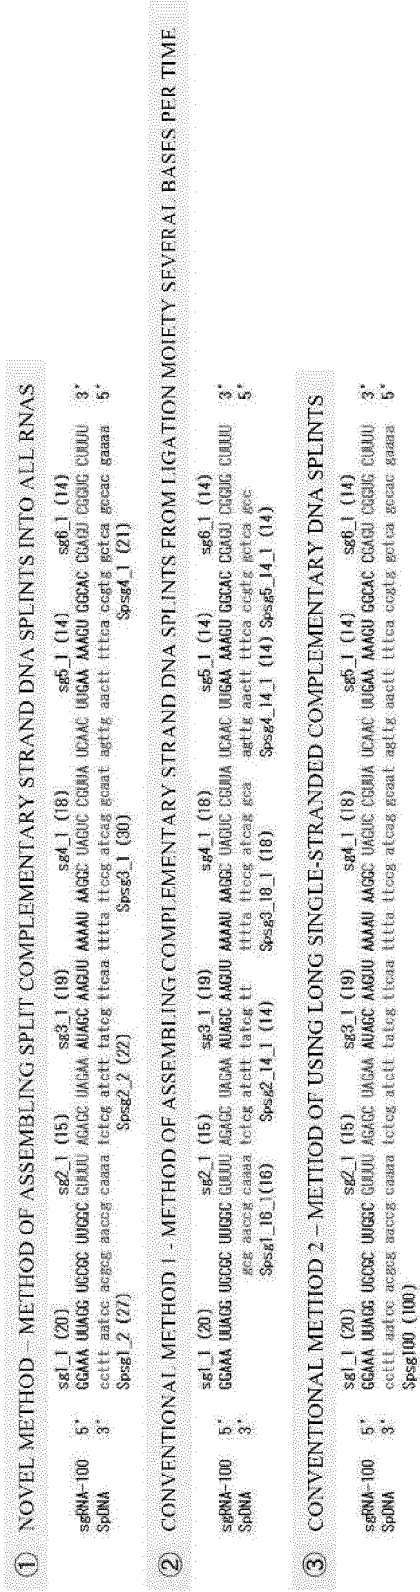 ① NOVEL METHOD – METHOD OF ASSEMBLING SPLIT COMPLEMENTARY STRAND DNA SPLINTS INTO ALL RNAS
sg1_1 (20) sg2_1 (15) sg3_1 (19) sg4_1 (18) sg5_1 (14) sg6_1 (14)
sgRNA-100 5' GGAAA UUAGG UGCGC UUGGC GUUUU AGAGC UAGAA AUAGC AAGUU AAAAU AAGGC UAGUC CGUUA UCAAC UUGAA AAAGU GGCAC CGAGU CGGUG CUUUU 3'
SpDNA 3' ccttt aatcc acgcg aaccg caaaa tctcg atctt tatcg ttcaa tttta ttccg atcag gcaat agttg aactt tttca ccgtg gctca gccac gaaaa 5'
Spsg1_2 (27) Spsg2_2 (22) Spsg3_1 (30) Spsg4_1 (21)
② CONVENTIONAL METHOD 1 - METHOD OF ASSEMBLING COMPLEMENTARY STRAND DNA SPLINTS FROM LIGATION MOIETY SEVERAL BASES PER TIME
sg1_1 (20) sg2_1 (15) sg3_1 (19) sg4_1 (18) sg5_1 (14) sg6_1 (14)
sgRNA-100 5' GGAAA UUAGG UGCGC UUGGC GUUUU AGAGC UAGAA AUAGC AAGUU AAAAU AAGGC UAGUC CGUUA UCAAC UUGAA AAAGU GGCAC CGAGU CGGUG CUUUU 3'
SpDNA 3' gcg aaccg caaaa tctcg atctt tatcg tt tttta ttccg atcag gca agttg aactt tttca ccgtg gctca gcc 5'
Spsg1_18_1(18) Spsg2_14_1 (14) Spsg3_18_1 (18) Spsg4_14_1 (14) Spsg5_14_1 (14)
③ CONVENTIONAL METHOD 2 – METHOD OF USING LONG SINGLE-STRANDED COMPLEMENTARY DNA SPLINTS
sg1_1 (20) sg2_1 (15) sg3_1 (19) sg4_1 (18) sg5_1 (14) sg6_1 (14)
sgRNA-100 5' GGAAA UUAGG UGCGC UUGGC GUUUU AGAGC UAGAA AUAGC AAGUU AAAAU AAGGC UAGUC CGUUA UCAAC UUGAA AAAGU GGCAC CGAGU CGGUG CUUUU 3'
SpDNA 3' ccttt aatcc acgcg aaccg caaaa tctcg atctt tatcg ttcaa tttta ttccg atcag gcaat agttg aactt tttca ccgtg gctca gccac gaaaa 5'
Spsg100 (100)